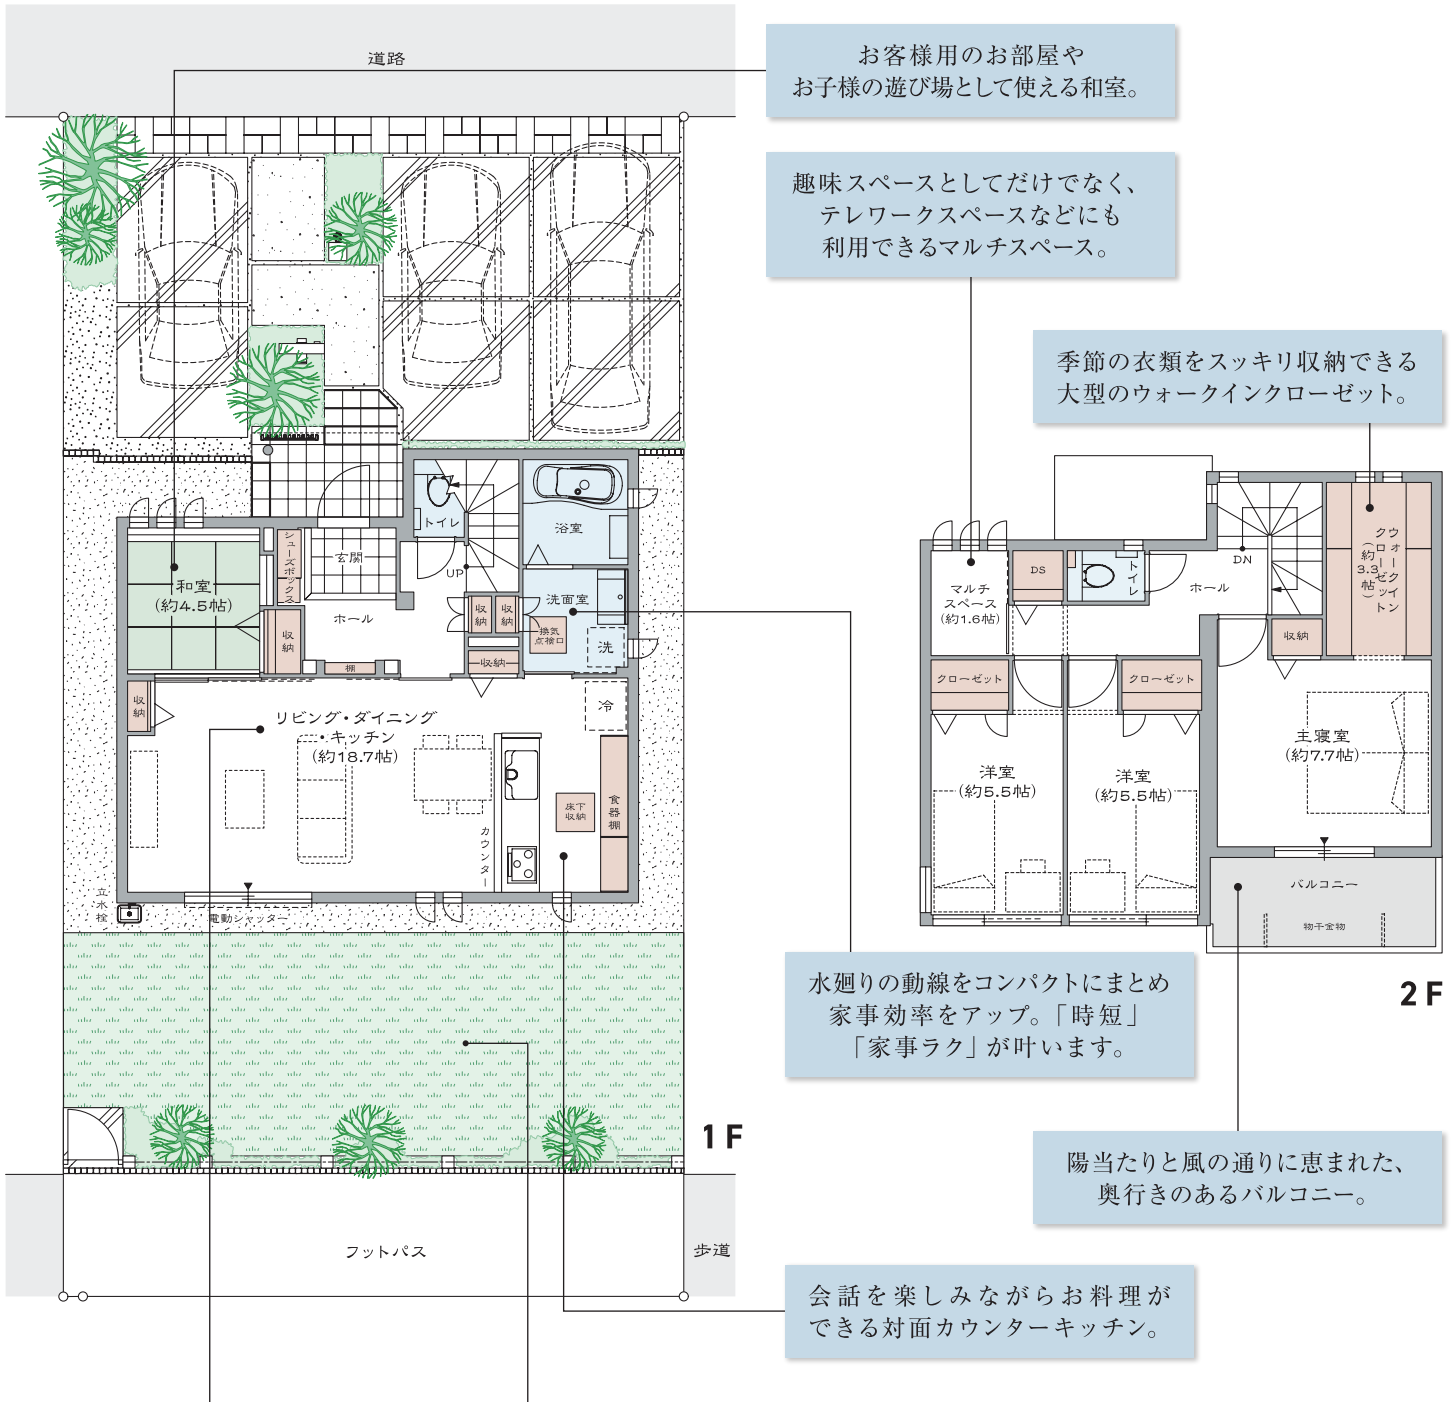 道路
お客様用のお部屋や
お子様の遊び場として使える和室。
趣味スペースとしてだけでなく、
テレワークスペースなどにも
利用できるマルチスペース。
季節の衣類をスッキリ収納できる
大型のウォークインクローゼット。
トイレ
浴室
UP
シューズボックス
玄関
和室
(約4.5帖)
ホール
収納
収納
収納
洗面室
換気
点検口
洗
棚
収納
収納
リビング・ダイニング
・キッチン
(約18.7帖)
冷
床下
収納
食器棚
カウンター
立水栓
電動シャッター
1F
フットパス
歩道
マルチ
スペース
(約1.6帖)
DS
トイレ
ホール
DN
ウォークイン
クローゼット
(約3.3帖)
収納
クローゼット
クローゼット
洋室
(約5.5帖)
洋室
(約5.5帖)
主寝室
(約7.7帖)
バルコニー
物干金物
2F
水廻りの動線をコンパクトにまとめ
家事効率をアップ。「時短」
「家事ラク」が叶います。
陽当たりと風の通りに恵まれた、
奥行きのあるバルコニー。
会話を楽しみながらお料理が
できる対面カウンターキッチン。